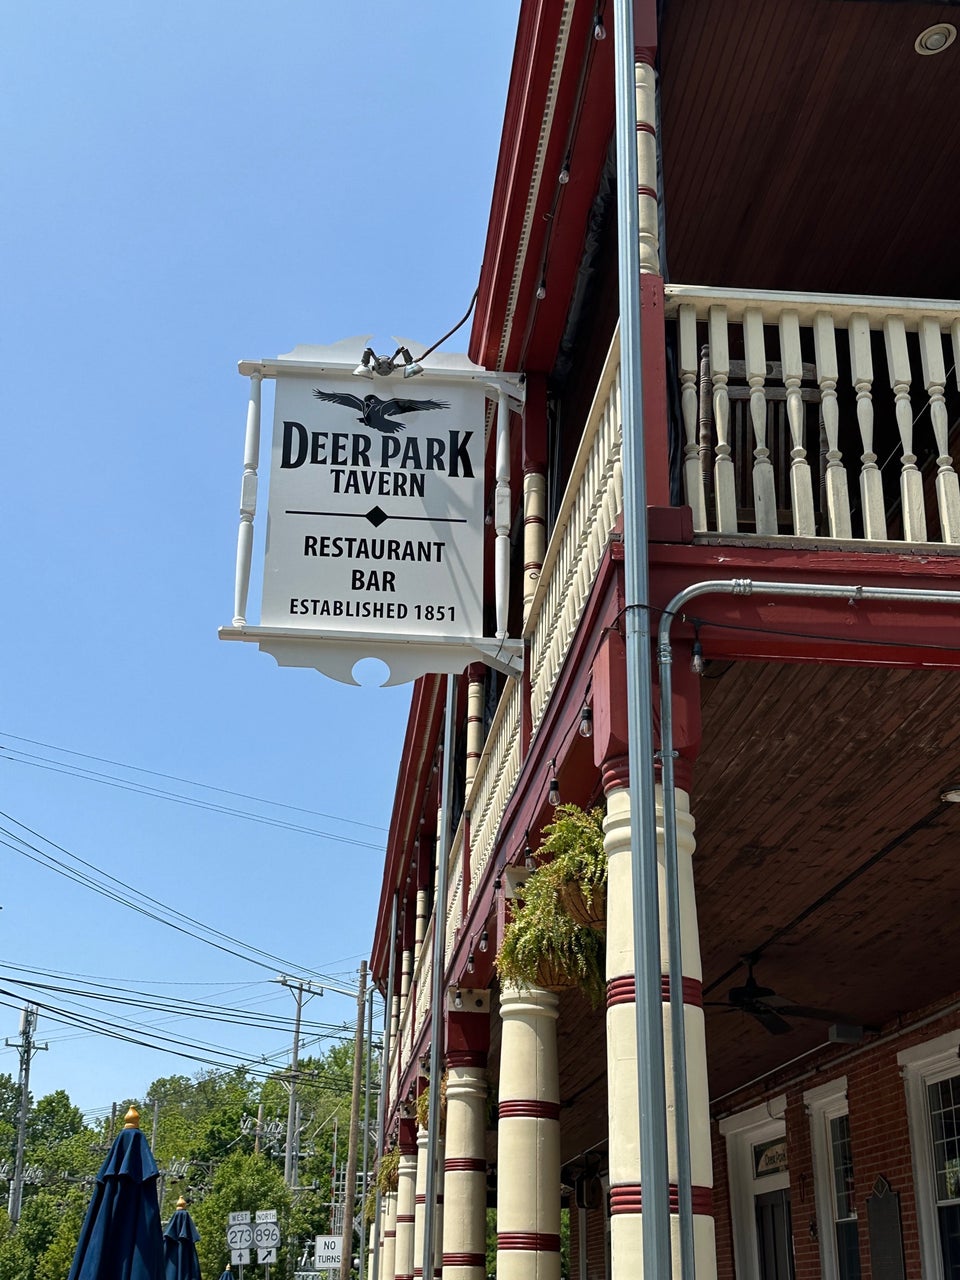 DEER PARK
TAVERN
RESTAURANT
BAR
ESTABLISHED 1851
WEST
NORTH
273
896
NO
TURNS